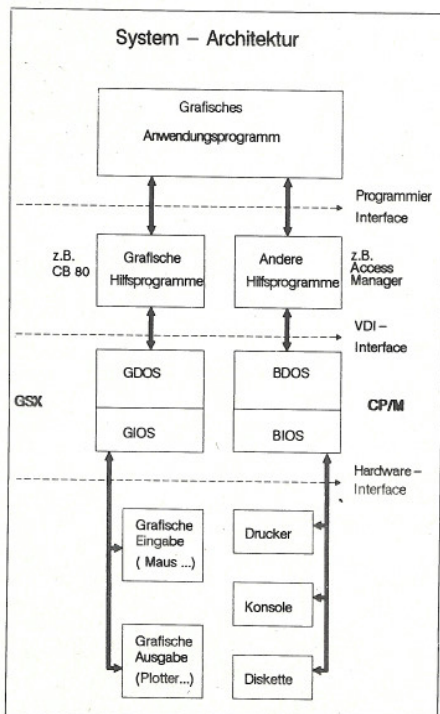 System – Architektur
Grafisches
Anwendungsprogramm
Programmier
Interface
z.B.
CB 80
Grafische
Hilfsprogramme
Andere
Hilfsprogramme
z.B.
Access
Manager
VDI –
Interface
GSX
GDOS
GIOS
BDOS
BIOS
CP/M
Hardware –
Interface
Grafische
Eingabe
( Maus ...)
Drucker
Konsole
Grafische
Ausgabe
(Plotter...)
Diskette